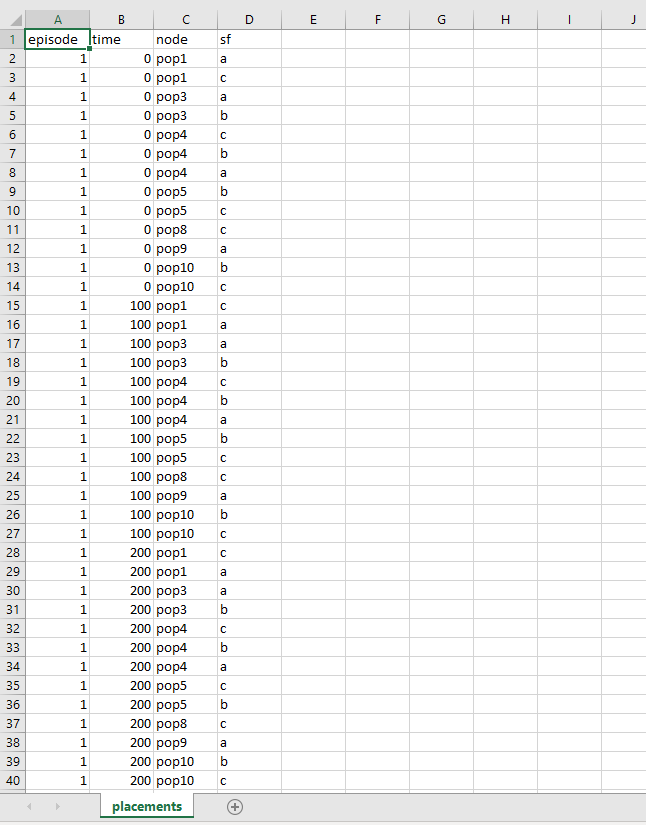 A B C D E F G H I J
1 episode time node sf
2 1 0 pop1 a
3 1 0 pop1 c
4 1 0 pop3 a
5 1 0 pop3 b
6 1 0 pop4 c
7 1 0 pop4 b
8 1 0 pop4 a
9 1 0 pop5 b
10 1 0 pop5 c
11 1 0 pop8 c
12 1 0 pop9 a
13 1 0 pop10 b
14 1 0 pop10 c
15 1 100 pop1 c
16 1 100 pop1 a
17 1 100 pop3 a
18 1 100 pop3 b
19 1 100 pop4 c
20 1 100 pop4 b
21 1 100 pop4 a
22 1 100 pop5 b
23 1 100 pop5 c
24 1 100 pop8 c
25 1 100 pop9 a
26 1 100 pop10 b
27 1 100 pop10 c
28 1 200 pop1 c
29 1 200 pop1 a
30 1 200 pop3 a
31 1 200 pop3 b
32 1 200 pop4 c
33 1 200 pop4 b
34 1 200 pop4 a
35 1 200 pop5 c
36 1 200 pop5 b
37 1 200 pop8 c
38 1 200 pop9 a
39 1 200 pop10 b
40 1 200 pop10 c
placements